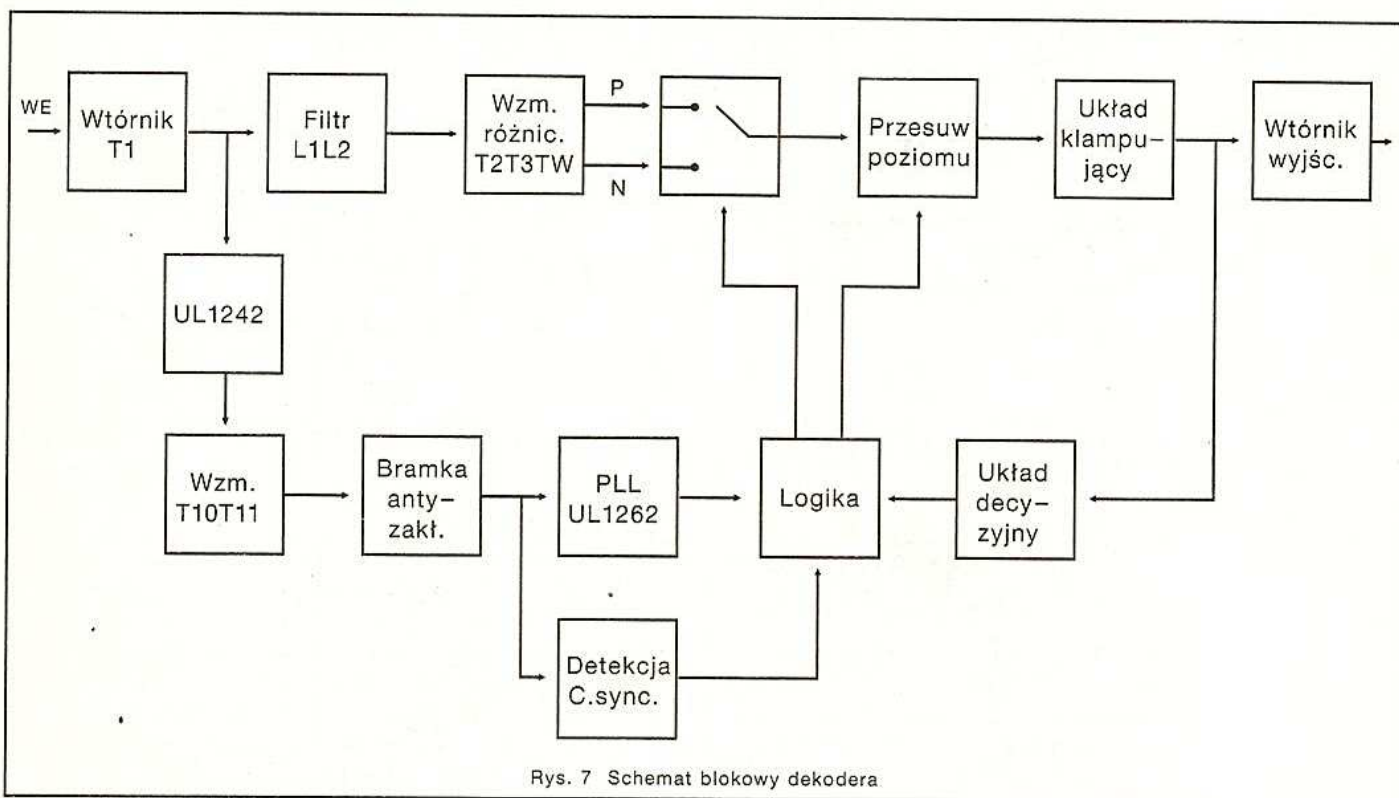 WE
Wtórnik
T1
Filtr
L1L2
Wzm.
różnic.
T2T3TW
P
N
Przesuw
poziomu
Układ
klampu–
jący
Wtórnik
wyjśc.
UL1242
Wzm.
T10T11
Bramka
anty–
zakł.
PLL
UL1262
Logika
Układ
decy–
zyjny
Detekcja
C.sync.
Rys. 7 Schemat blokowy dekodera